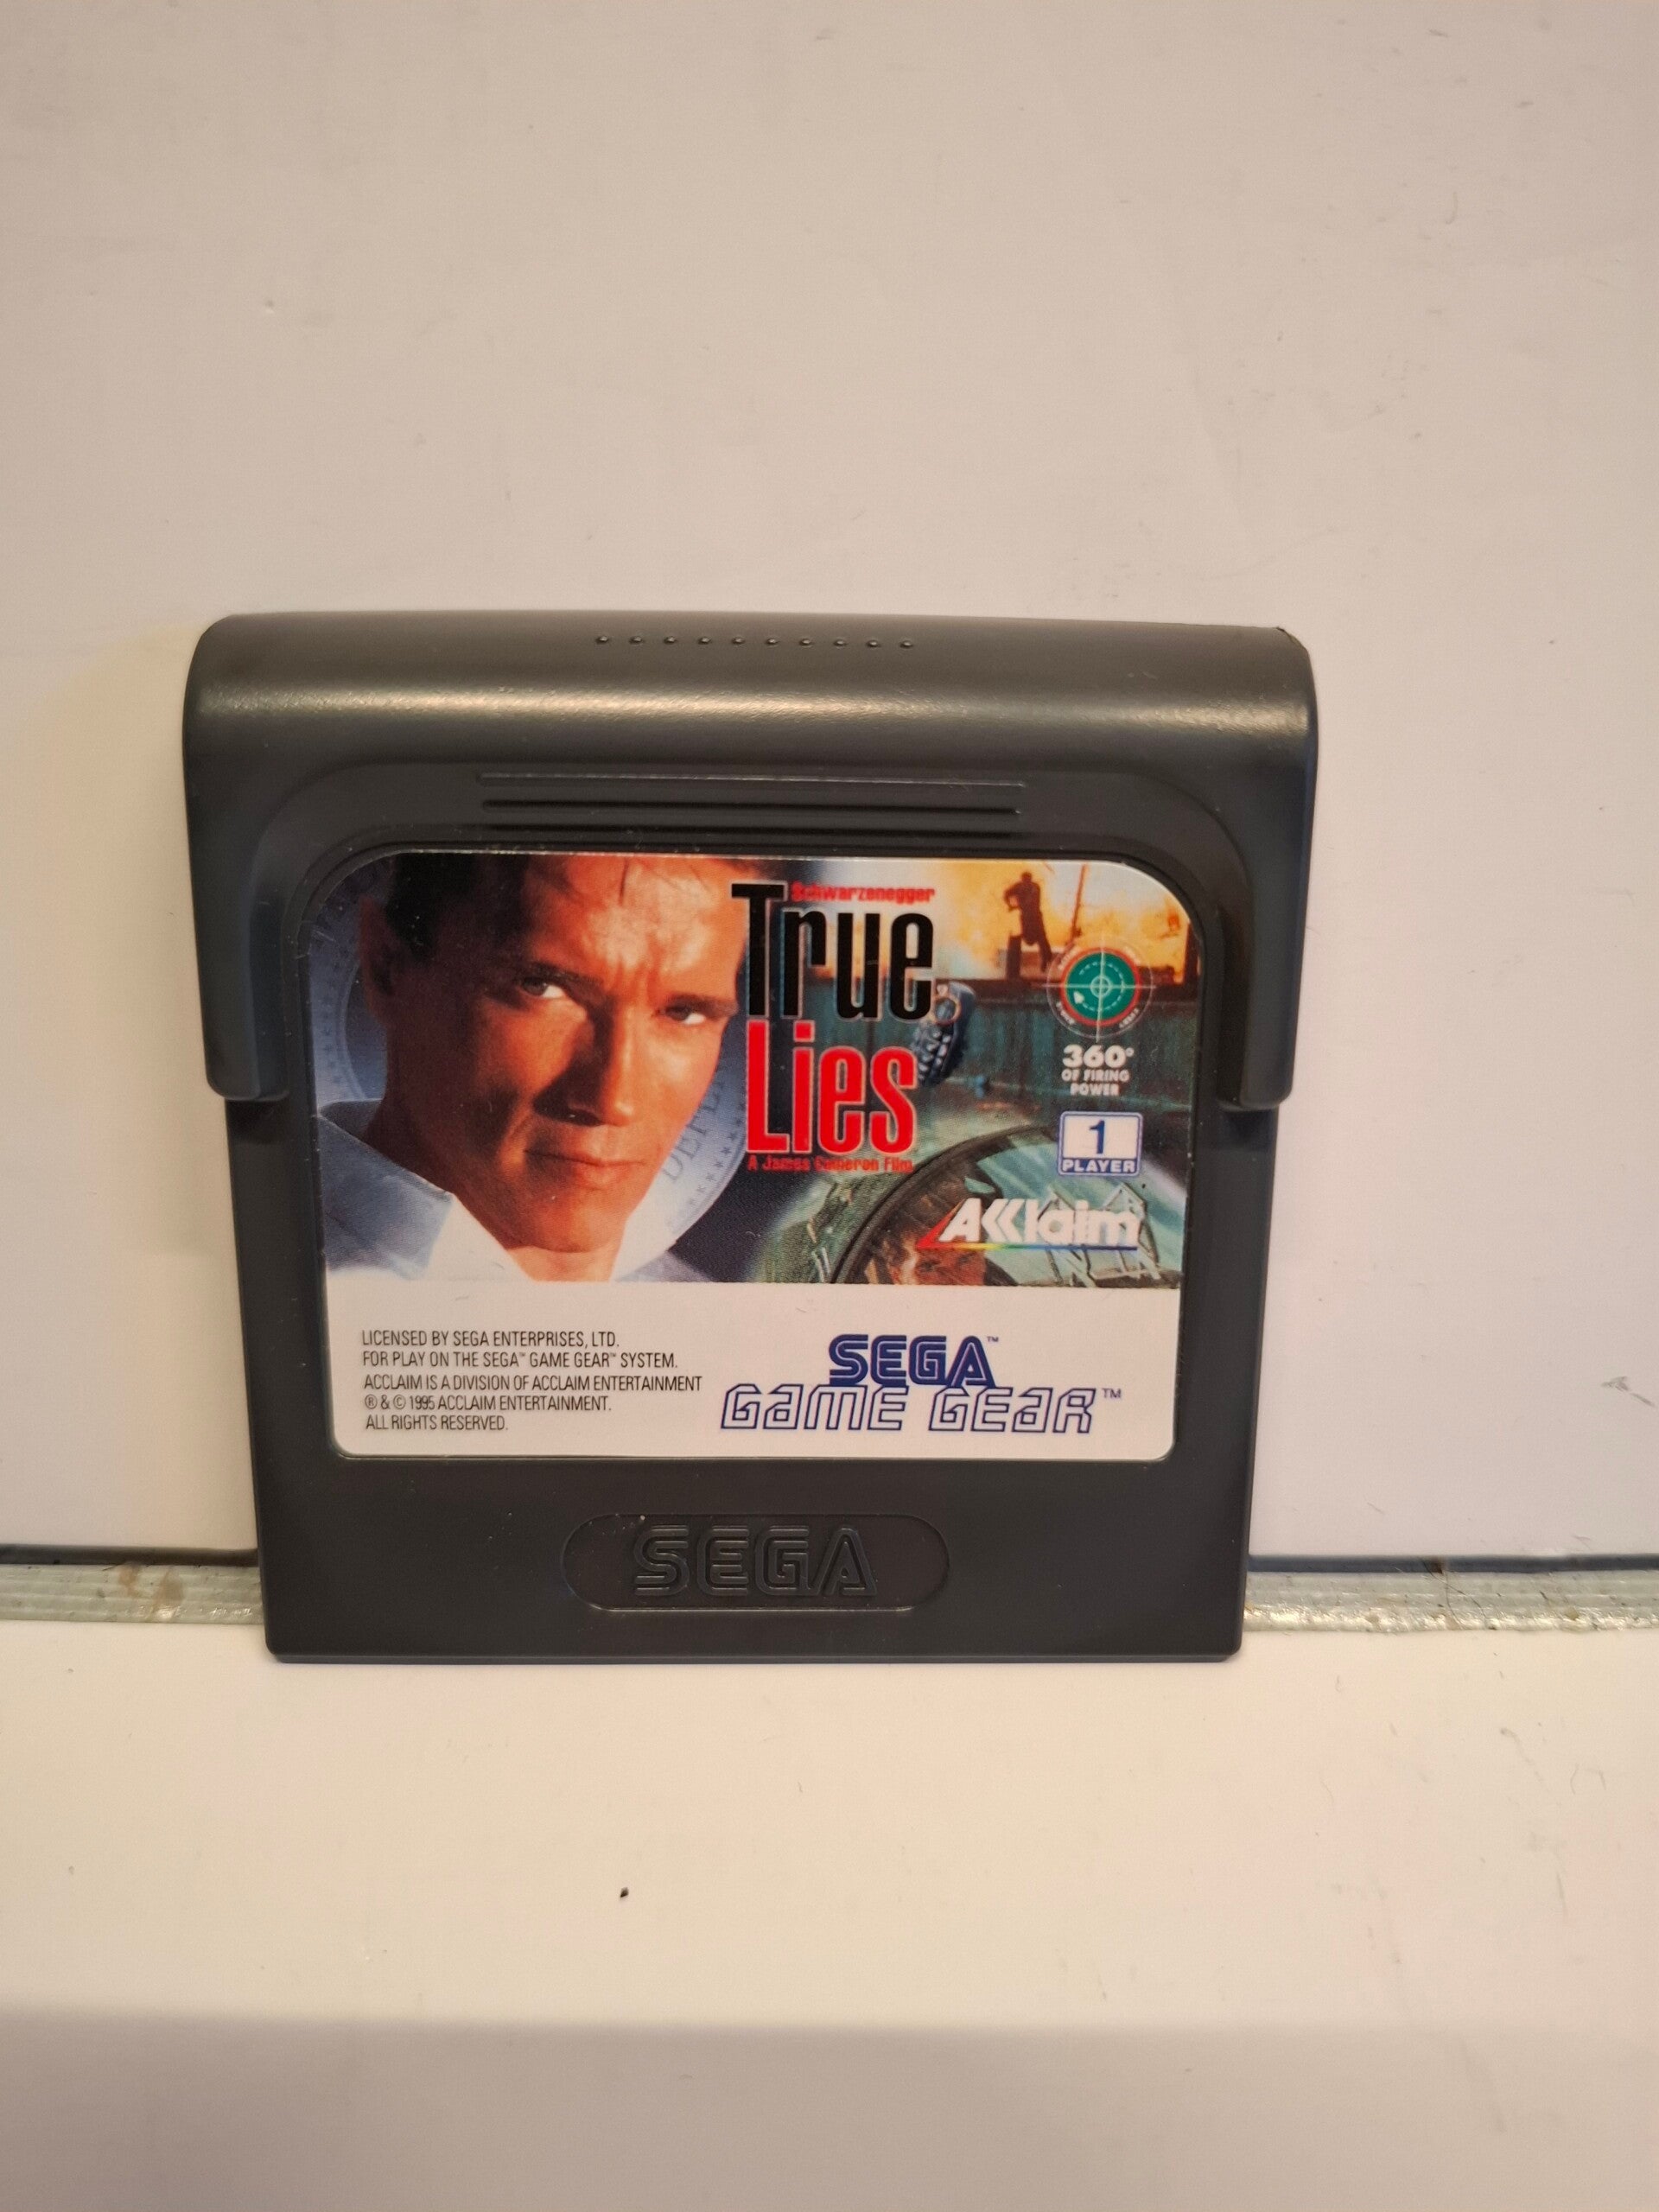 Schwarzenegger
True
Lies
A James Cameron Film
360°
OF FIRING
POWER
1
PLAYER
AKKlaim
LICENSED BY SEGA ENTERPRISES, LTD.
FOR PLAY ON THE SEGA™ GAME GEAR™ SYSTEM.
ACCLAIM IS A DIVISION OF ACCLAIM ENTERTAINMENT
® & © 1995 ACCLAIM ENTERTAINMENT.
ALL RIGHTS RESERVED.
SEGA™
GAME GEAR™
SEGA